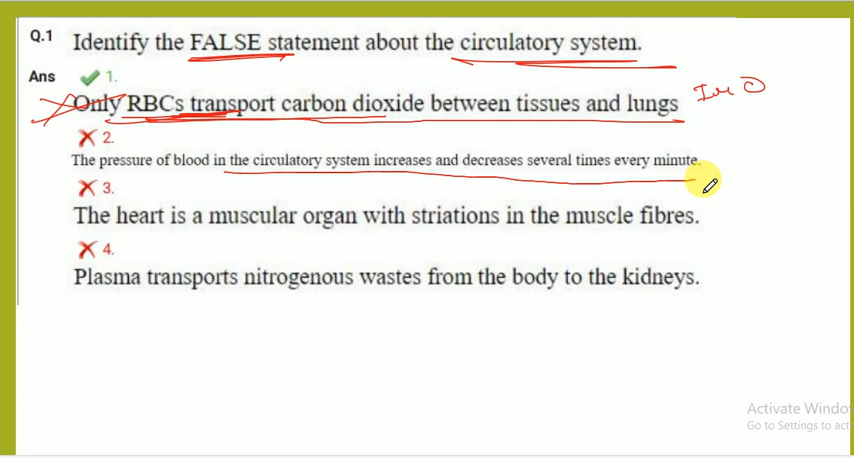 Q.1 Identify the FALSE statement about the circulatory system.
Ans 1.
Only RBCs transport carbon dioxide between tissues and lungs
2.
The pressure of blood in the circulatory system increases and decreases several times every minute.
3.
The heart is a muscular organ with striations in the muscle fibres.
4.
Plasma transports nitrogenous wastes from the body to the kidneys.
Activate Windo
Go to Settings to act